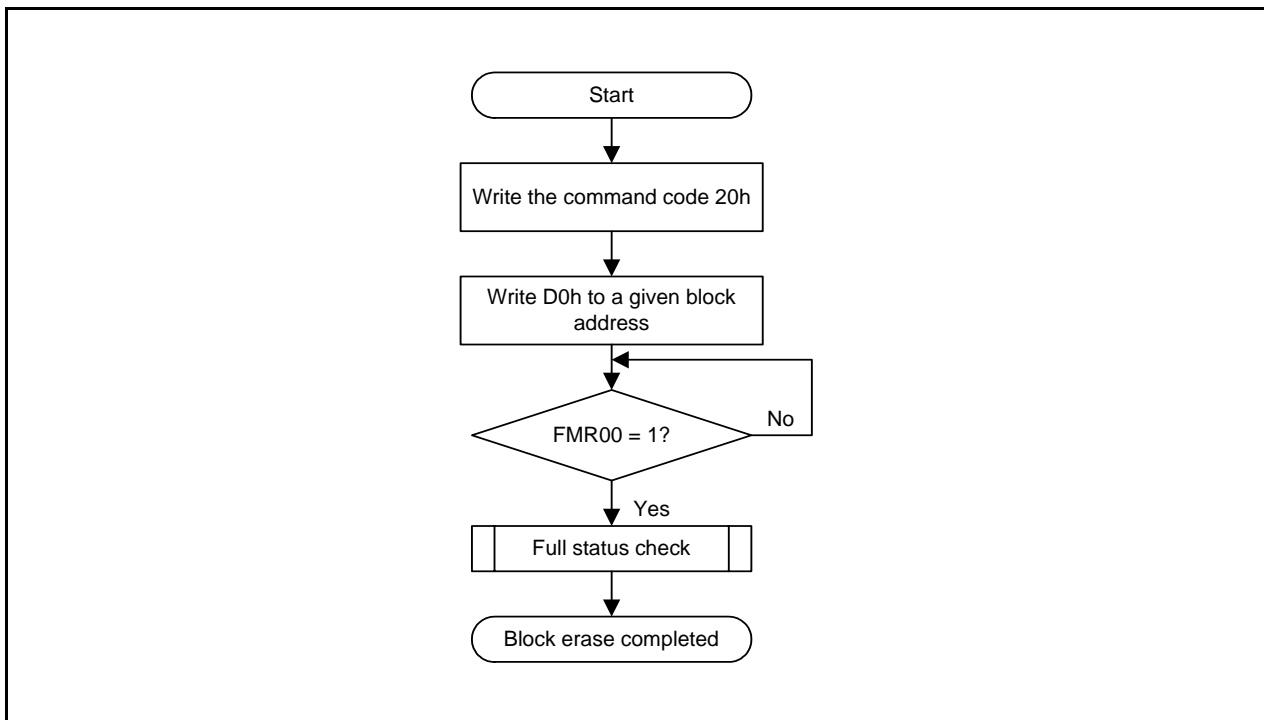 Start
Write the command code 20h
Write D0h to a given block
address
FMR00 = 1?
No
Yes
Full status check
Block erase completed